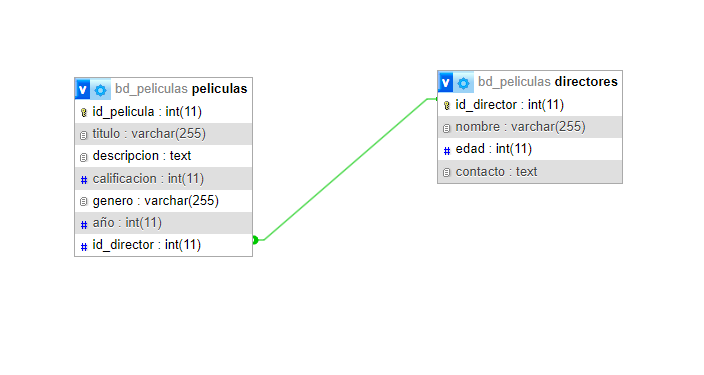 v bd_peliculas peliculas
id_pelicula : int(11)
titulo : varchar(255)
descripcion : text
# calificacion : int(11)
genero : varchar(255)
# año : int(11)
# id_director : int(11)
v bd_peliculas directores
id_director : int(11)
nombre : varchar(255)
# edad : int(11)
contacto : text